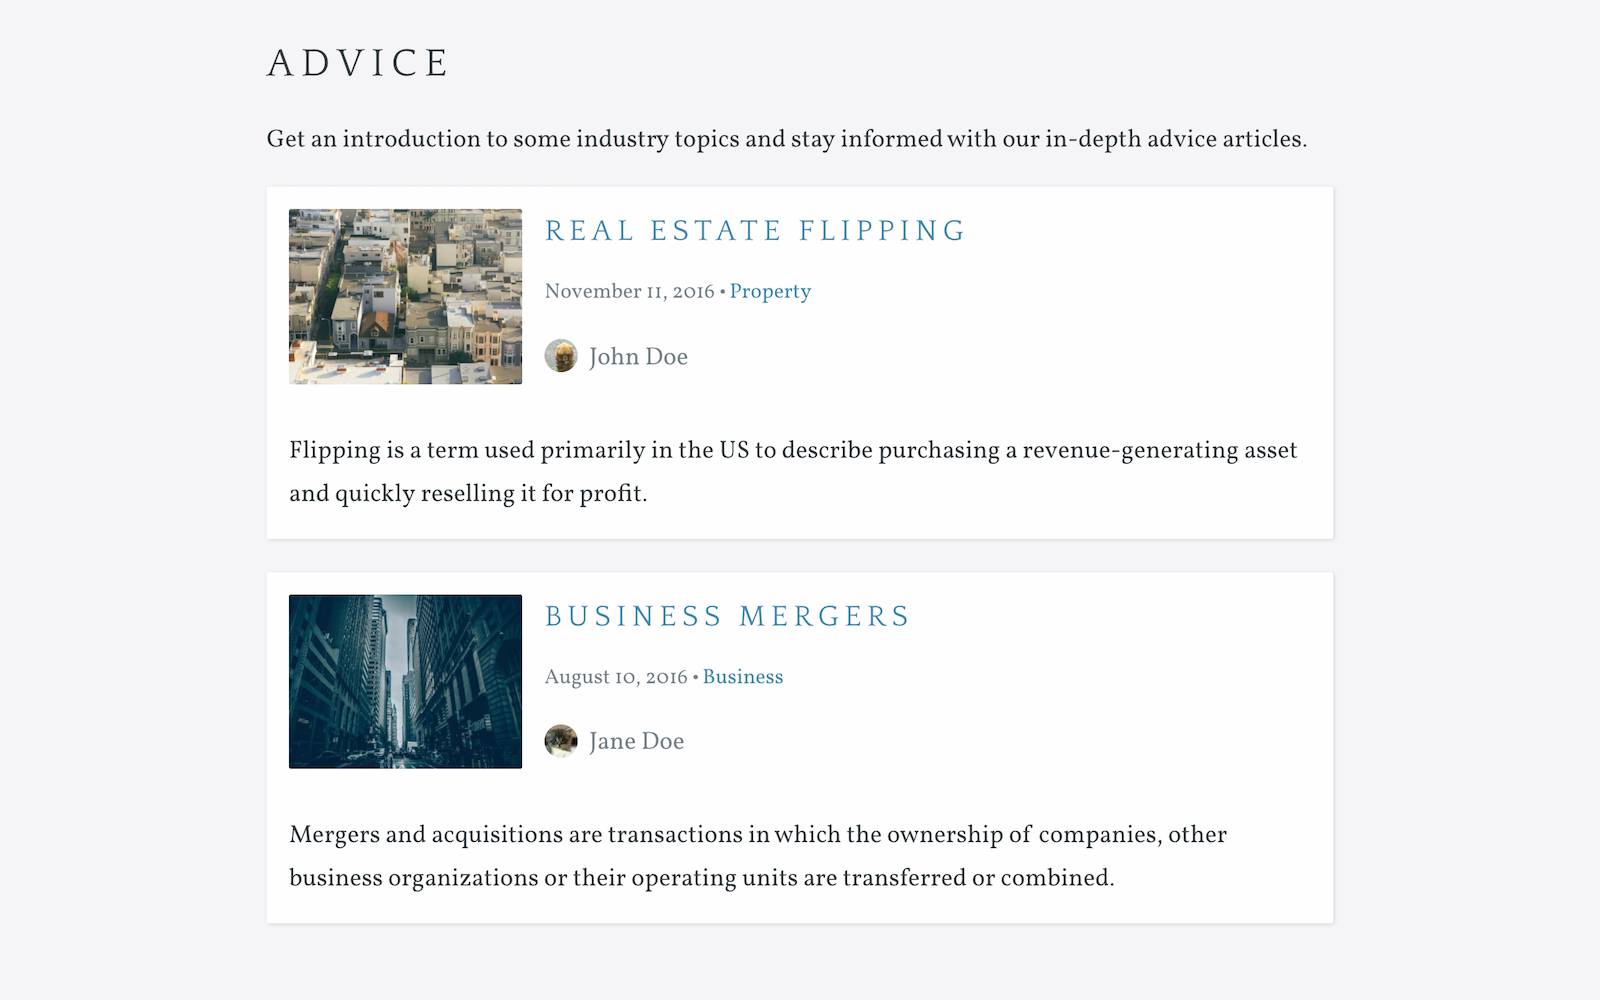 ADVICE
Get an introduction to some industry topics and stay informed with our in-depth advice articles.
REAL ESTATE FLIPPING
November 11, 2016 • Property
John Doe
Flipping is a term used primarily in the US to describe purchasing a revenue-generating asset
and quickly reselling it for profit.
BUSINESS MERGERS
August 10, 2016 • Business
Jane Doe
Mergers and acquisitions are transactions in which the ownership of companies, other
business organizations or their operating units are transferred or combined.